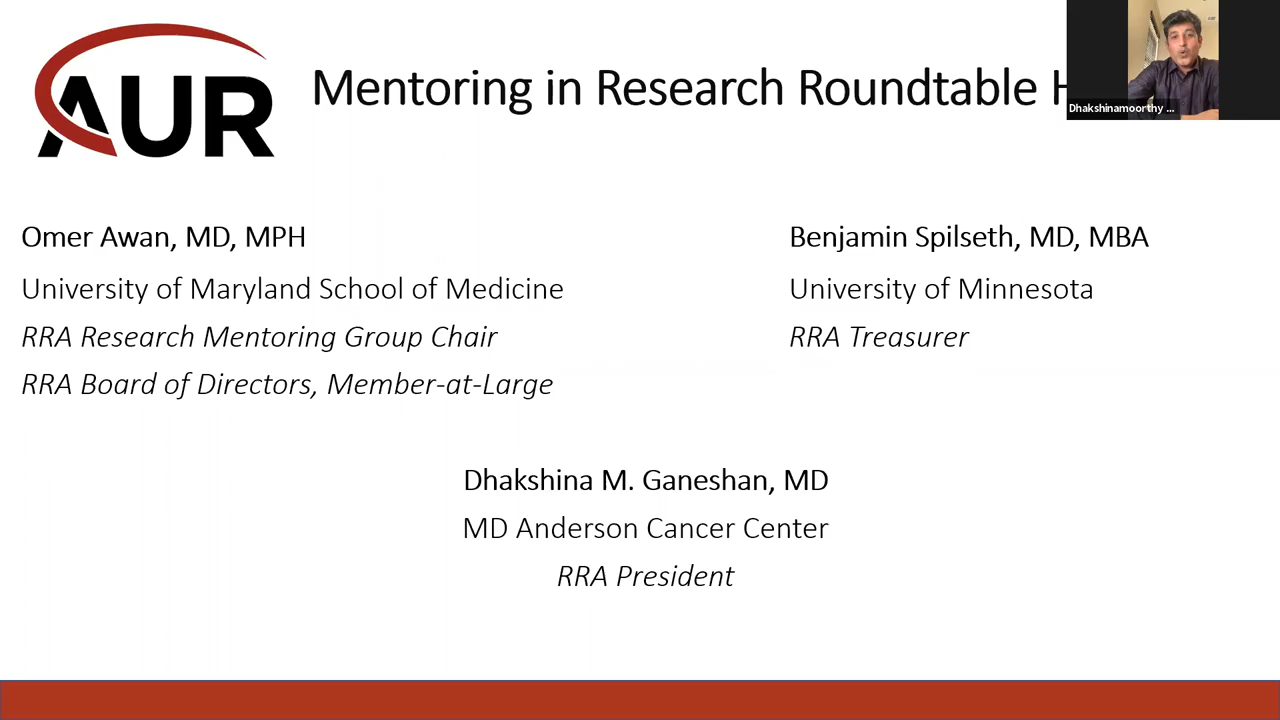 AUR
Mentoring in Research Roundtable
Dhakshinamoorthy ...
Omer Awan, MD, MPH
University of Maryland School of Medicine
RRA Research Mentoring Group Chair
RRA Board of Directors, Member-at-Large
Benjamin Spilseth, MD, MBA
University of Minnesota
RRA Treasurer
Dhakshina M. Ganeshan, MD
MD Anderson Cancer Center
RRA President